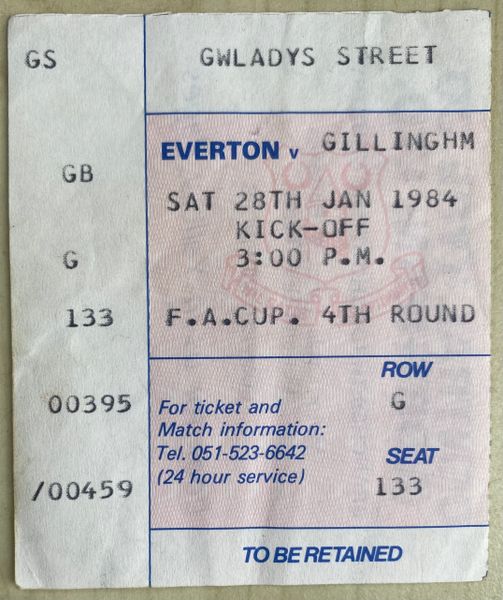 GS
GWLADYS STREET
EVERTON v GILLINGHM
GB
SAT 28TH JAN 1984
KICK-OFF
G
3:00 P.M.
133
F.A.CUP. 4TH ROUND
ROW
00395
G
For ticket and
Match information:
Tel. 051-523-6642
(24 hour service)
SEAT
/00459
133
TO BE RETAINED